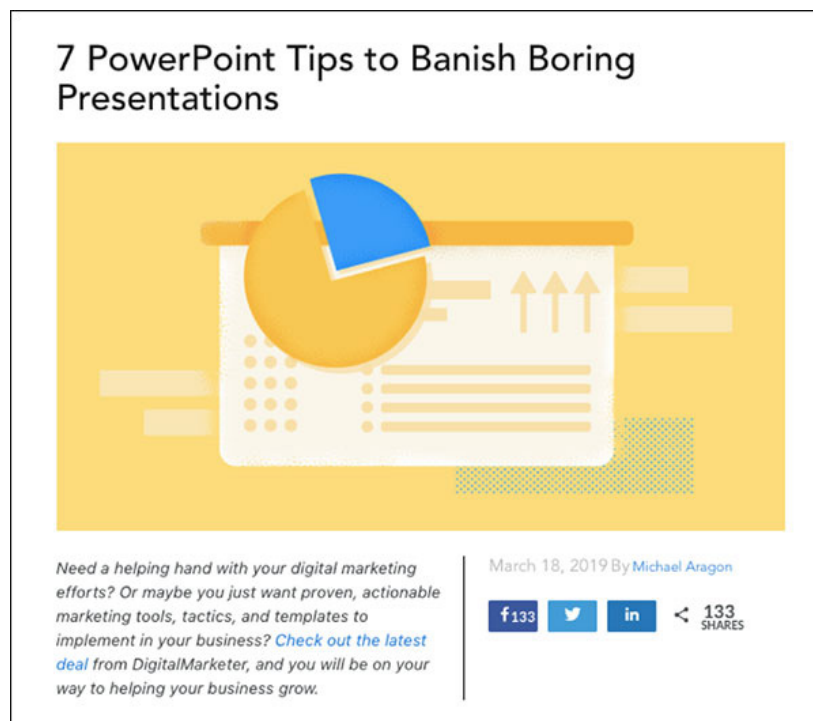 7 PowerPoint Tips to Banish Boring
Presentations
Need a helping hand with your digital marketing
efforts? Or maybe you just want proven, actionable
marketing tools, tactics, and templates to
implement in your business? Check out the latest
deal from DigitalMarketer, and you will be on your
way to helping your business grow.
March 18, 2019 By Michael Aragon
f 133 in 133
SHARES